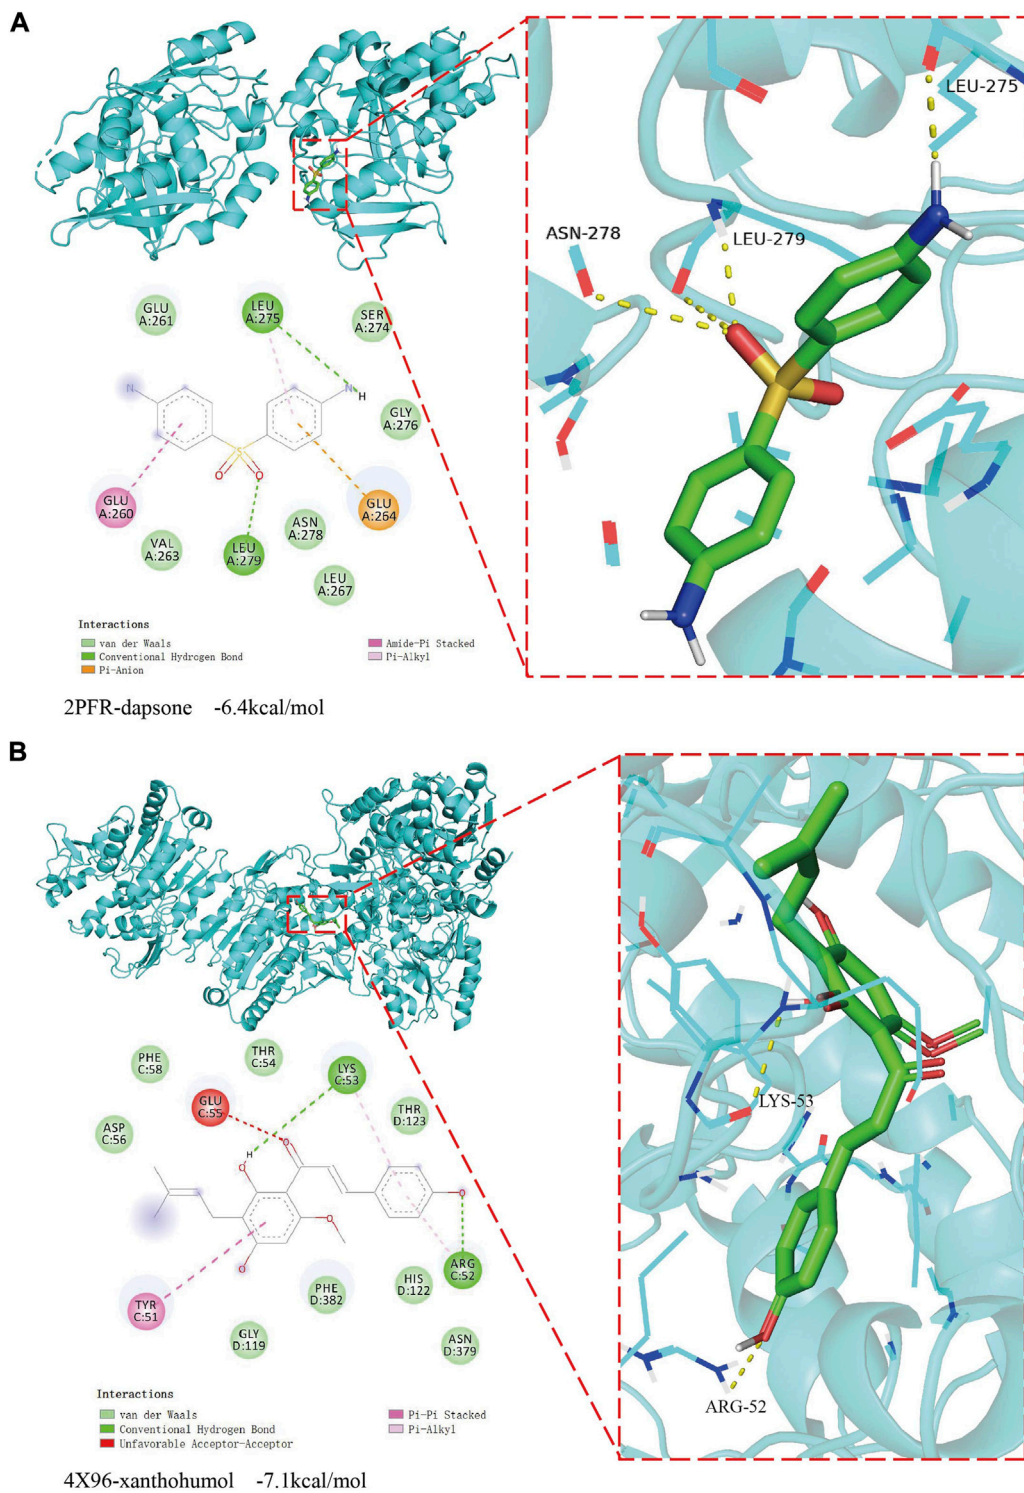 A
LEU-275
ASN-278
LEU-279
GLU
A:261
LEU
A:275
SER
A:274
N
N
H
GLY
A:276
S
O
O
GLU
A:260
GLU
A:264
VAL
A:263
LEU
A:279
ASN
A:278
LEU
A:267
Interactions
van der Waals
Conventional Hydrogen Bond
Pi-Anion
Amide-Pi Stacked
Pi-Alkyl
2PFR-dapsone -6.4kcal/mol
B
LYS-53
ARG-52
PHE
C:58
THR
C:54
LYS
C:53
GLU
C:55
THR
D:123
ASP
C:56
H
O
O
O
O
O
TYR
C:51
PHE
D:382
HIS
D:122
ARG
C:52
GLY
D:119
ASN
D:379
Interactions
van der Waals
Conventional Hydrogen Bond
Unfavorable Acceptor-Acceptor
Pi-Pi Stacked
Pi-Alkyl
4X96-xanthohumol -7.1kcal/mol